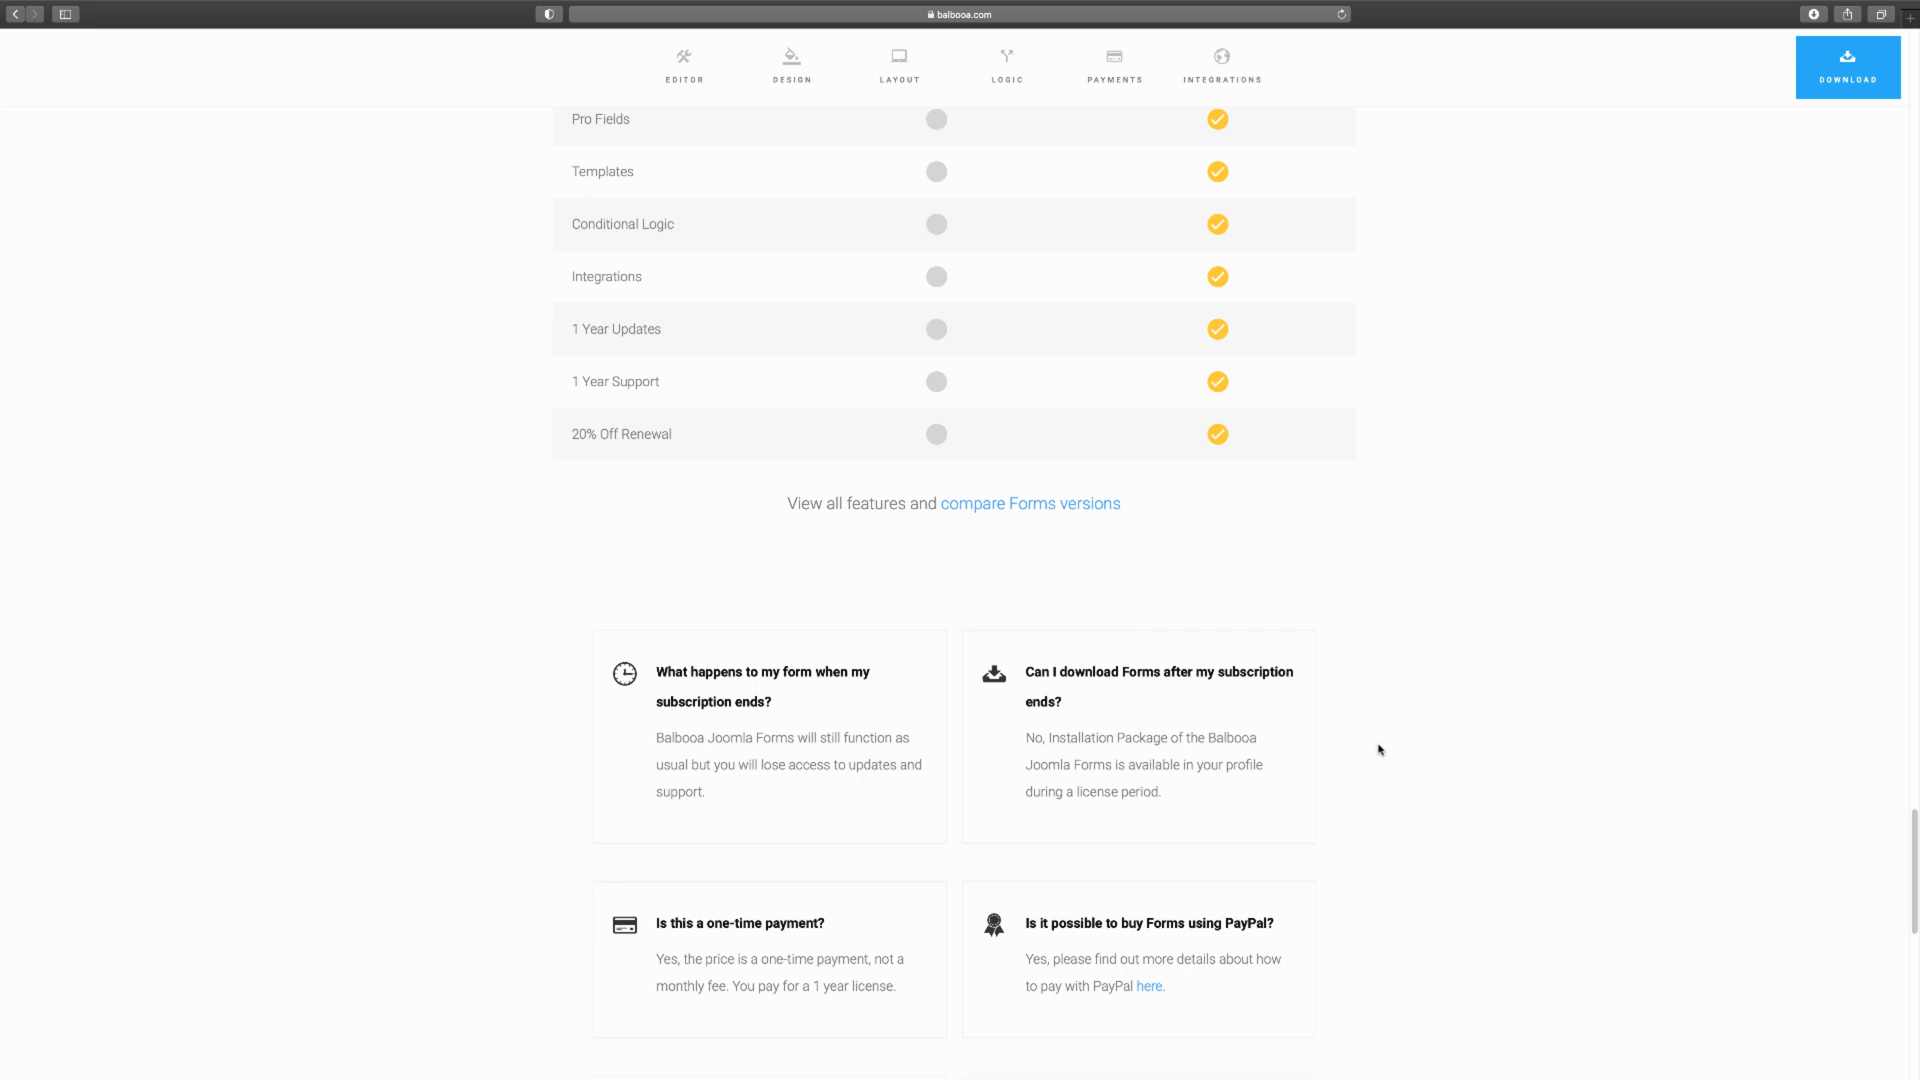 balbooa.com
EDITOR
DESIGN
LAYOUT
LOGIC
PAYMENTS
INTEGRATIONS
DOWNLOAD
Pro Fields
Templates
Conditional Logic
Integrations
1 Year Updates
1 Year Support
20% Off Renewal
View all features and compare Forms versions
What happens to my form when my
subscription ends?
Balbooa Joomla Forms will still function as
usual but you will lose access to updates and
support.
Can I download Forms after my subscription
ends?
No, Installation Package of the Balbooa
Joomla Forms is available in your profile
during a license period.
Is this a one-time payment?
Yes, the price is a one-time payment, not a
monthly fee. You pay for a 1 year license.
Is it possible to buy Forms using PayPal?
Yes, please find out more details about how
to pay with PayPal here.